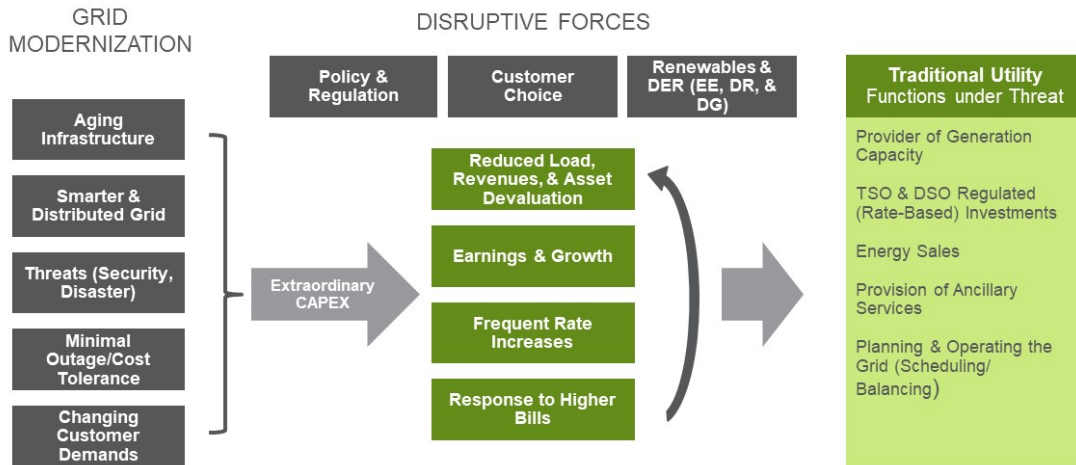 GRID
MODERNIZATION
DISRUPTIVE FORCES
Policy &
Regulation
Customer
Choice
Renewables &
DER (EE, DR, &
DG)
Traditional Utility
Functions under Threat
Aging
Infrastructure
Smarter &
Distributed Grid
Threats (Security,
Disaster)
Minimal
Outage/Cost
Tolerance
Changing
Customer
Demands
Extraordinary
CAPEX
Reduced Load,
Revenues, & Asset
Devaluation
Earnings & Growth
Frequent Rate
Increases
Response to Higher
Bills
Provider of Generation
Capacity
TSO & DSO Regulated
(Rate-Based) Investments
Energy Sales
Provision of Ancillary
Services
Planning & Operating the
Grid (Scheduling/
Balancing)